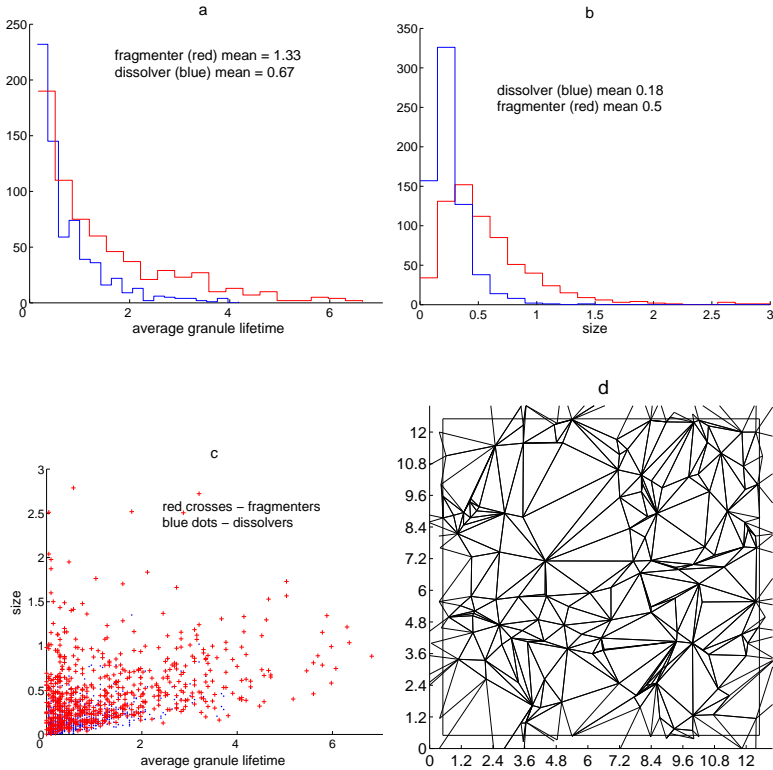 a
250
200
150
100
50
0
fragmenter (red) mean = 1.33
dissolver (blue) mean = 0.67
0 2 4 6
average granule lifetime
b
350
300
250
200
150
100
50
0
dissolver (blue) mean 0.18
fragmenter (red) mean 0.5
0 0.5 1 1.5 2 2.5 3
size
c
3
2.5
2
1.5
1
0.5
0
size
red crosses − fragmenters
blue dots − dissolvers
0 2 4 6
average granule lifetime
d
12
10.8
9.6
8.4
7.2
6
4.8
3.6
2.4
1.2
0
0 1.2 2.4 3.6 4.8 6 7.2 8.4 9.6 10.8 12